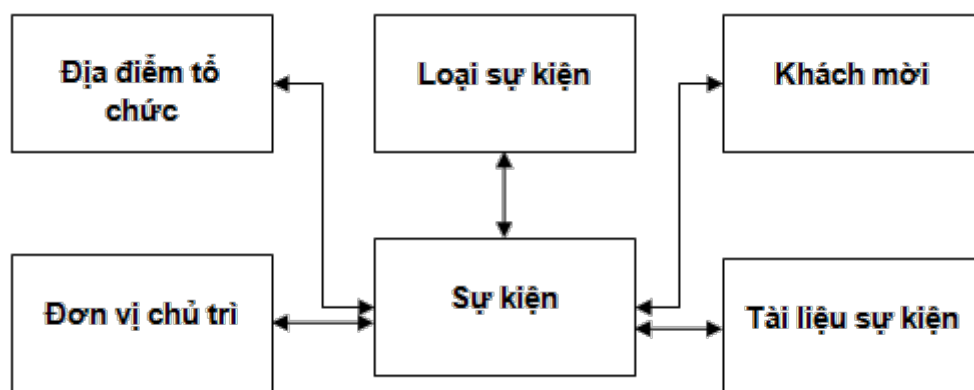 Địa điểm tổ
chức
Loại sự kiện
Khách mời
Đơn vị chủ trì
Sự kiện
Tài liệu sự kiện